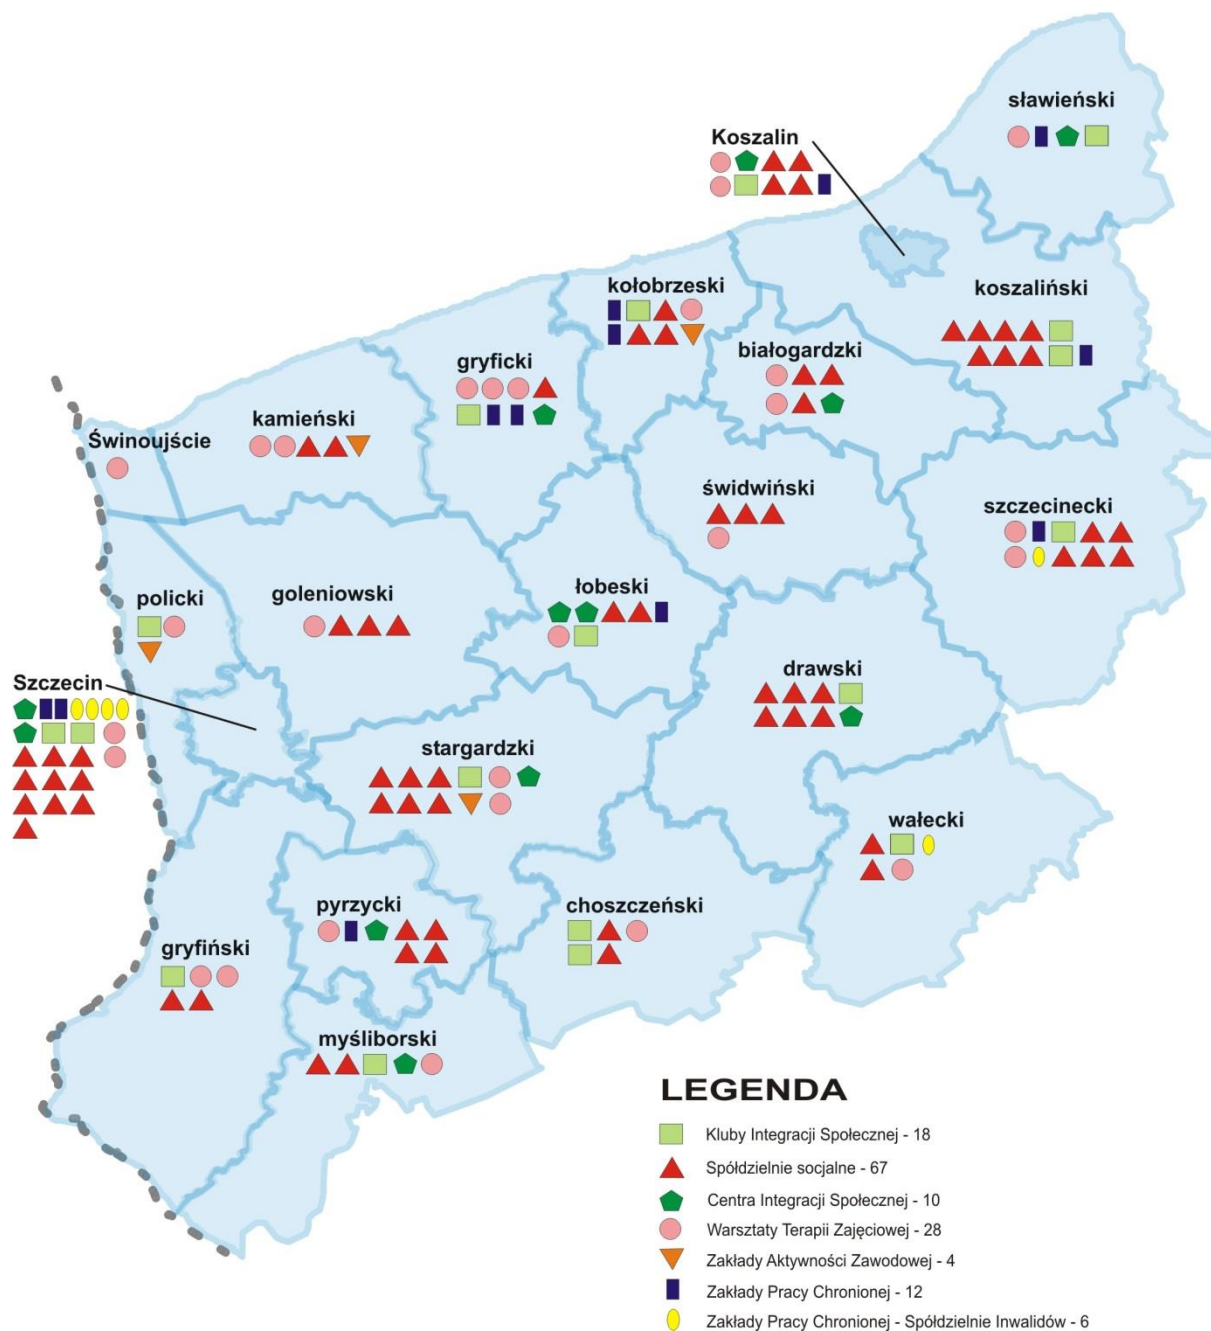 sławieński
Koszalin
koszaliński
kołobrzeski
białogardzki
gryficki
kamieński
Świnoujście
świdwiński
szczecinecki
łobeski
goleniowski
policki
drawski
Szczecin
stargardzki
wałecki
pyrzycki
choszczeński
gryfiński
myśliborski
LEGENDA
Kluby Integracji Społecznej - 18
Spółdzielnie socjalne - 67
Centra Integracji Społecznej - 10
Warsztaty Terapii Zajęciowej - 28
Zakłady Aktywności Zawodowej - 4
Zakłady Pracy Chronionej - 12
Zakłady Pracy Chronionej - Spółdzielnie Inwalidów - 6